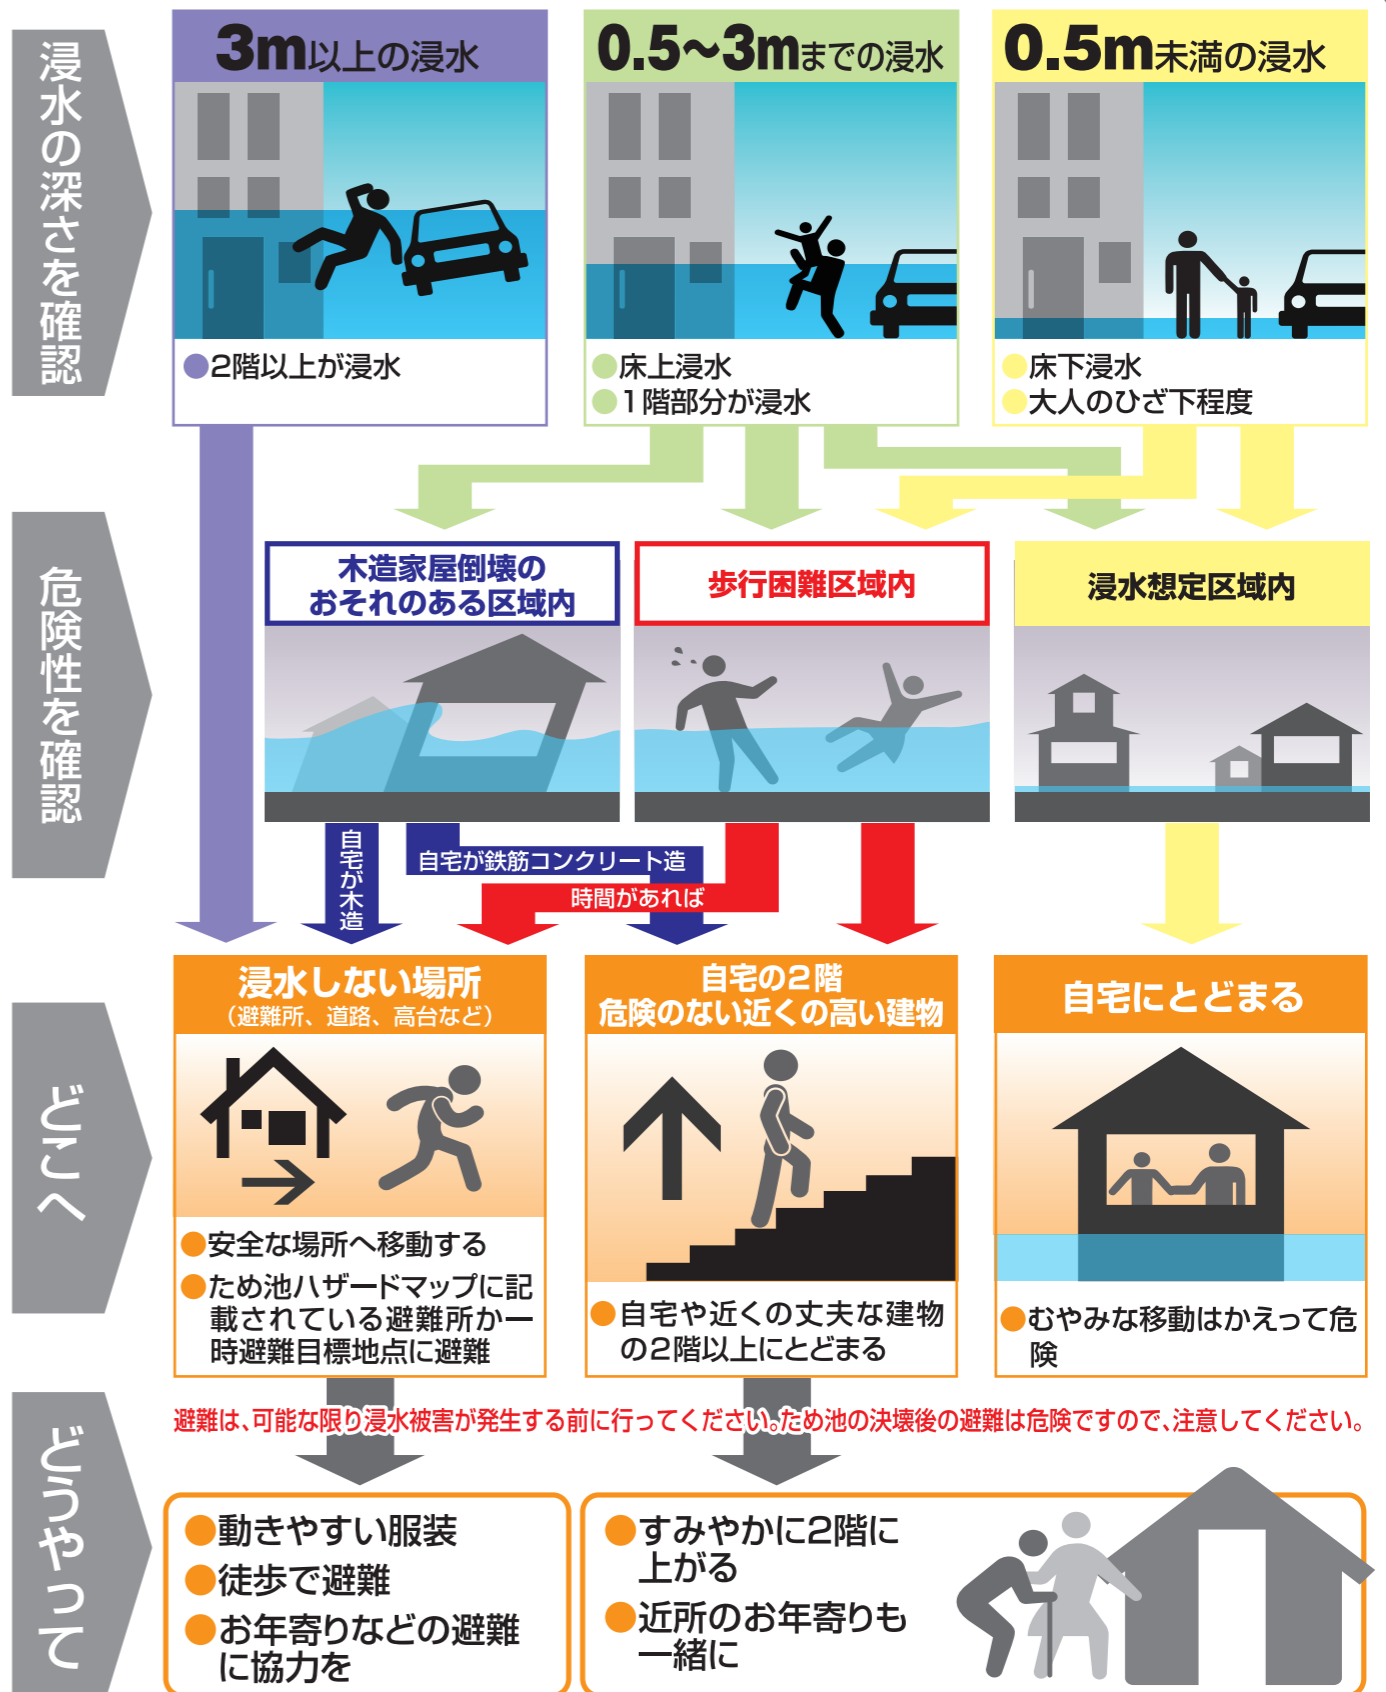 浸水の深さを確認
3m以上の浸水
●2階以上が浸水
0.5〜3mまでの浸水
●床上浸水
●1階部分が浸水
0.5m未満の浸水
●床下浸水
●大人のひざ下程度
危険性を確認
木造家屋倒壊の
おそれのある区域内
歩行困難区域内
浸水想定区域内
自宅が木造
自宅が鉄筋コンクリート造
時間があれば
どこへ
浸水しない場所
（避難所、道路、高台など）
●安全な場所へ移動する
●ため池ハザードマップに記
載されている避難所か一
時避難目標地点に避難
自宅の2階
危険のない近くの高い建物
●自宅や近くの丈夫な建物
の2階以上にとどまる
自宅にとどまる
●むやみな移動はかえって危
険
どうやって
避難は、可能な限り浸水被害が発生する前に行ってください。ため池の決壊後の避難は危険ですので、注意してください。
●動きやすい服装
●徒歩で避難
●お年寄りなどの避難
に協力を
●すみやかに2階に
上がる
●近所のお年寄りも
一緒に